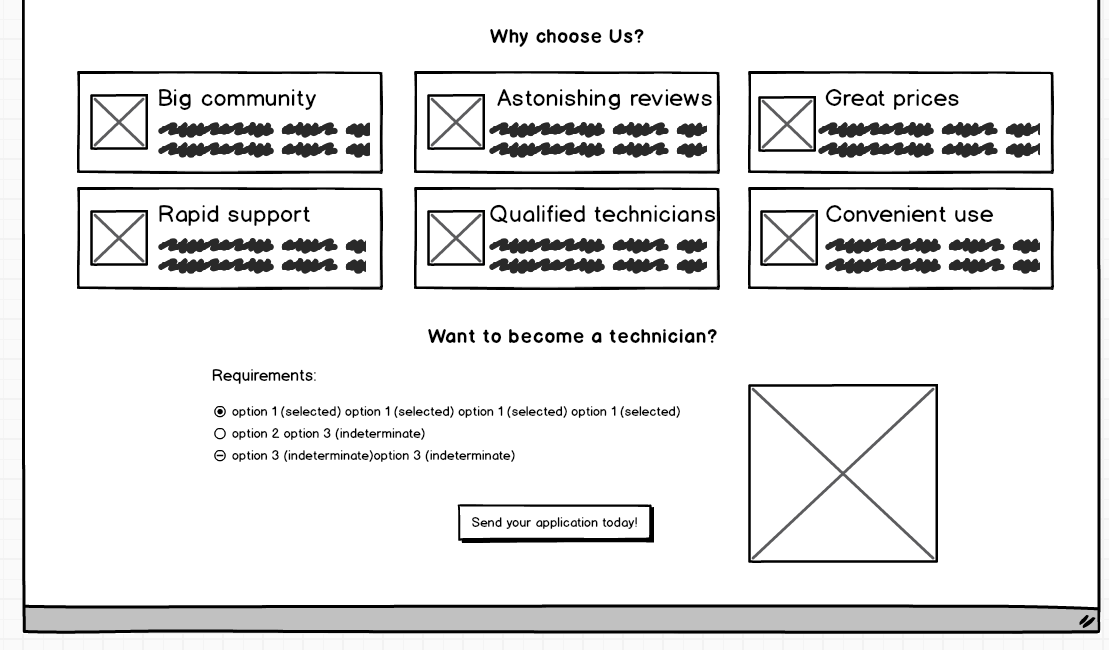 Why choose Us?
Big community
Astonishing reviews
Great prices
Rapid support
Qualified technicians
Convenient use
Want to become a technician?
Requirements:
option 1 (selected) option 1 (selected) option 1 (selected) option 1 (selected)
option 2 option 3 (indeterminate)
option 3 (indeterminate)option 3 (indeterminate)
Send your application today!